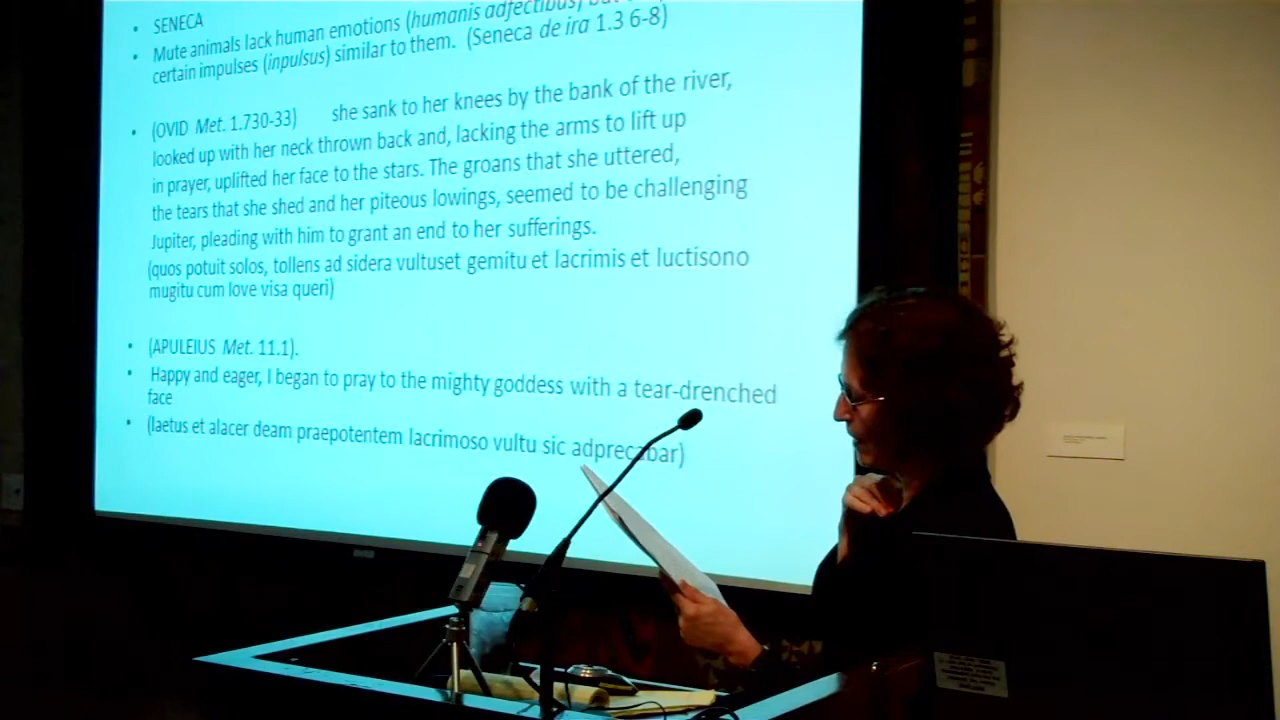 • SENECA
• Mute animals lack human emotions (humanis adfectibus)
certain impulses (inpulsus) similar to them. (Seneca de ira 1.3 6-8)
• (OVID Met. 1.730-33) she sank to her knees by the bank of the river,
looked up with her neck thrown back and, lacking the arms to lift up
in prayer, uplifted her face to the stars. The groans that she uttered,
the tears that she shed and her piteous lowings, seemed to be challenging
Jupiter, pleading with him to grant an end to her sufferings.
(quos potuit solos, tollens ad sidera vultuset gemitu et lacrimis et luctisono
mugitu cum Iove visa queri)
• (APULEIUS Met. 11.1).
• Happy and eager, I began to pray to the mighty goddess with a tear-drenched
face
• (laetus et alacer deam praepotentem lacrimoso vultu sic adprecabar)